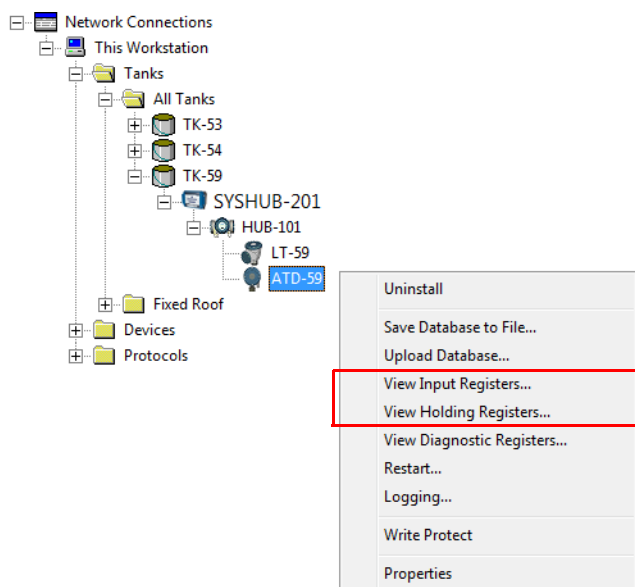 Network Connections
This Workstation
Tanks
All Tanks
TK-53
TK-54
TK-59
SYSHUB-201
HUB-101
LT-59
ATD-59
Fixed Roof
Devices
Protocols
Uninstall
Save Database to File...
Upload Database...
View Input Registers...
View Holding Registers...
View Diagnostic Registers...
Restart...
Logging...
Write Protect
Properties